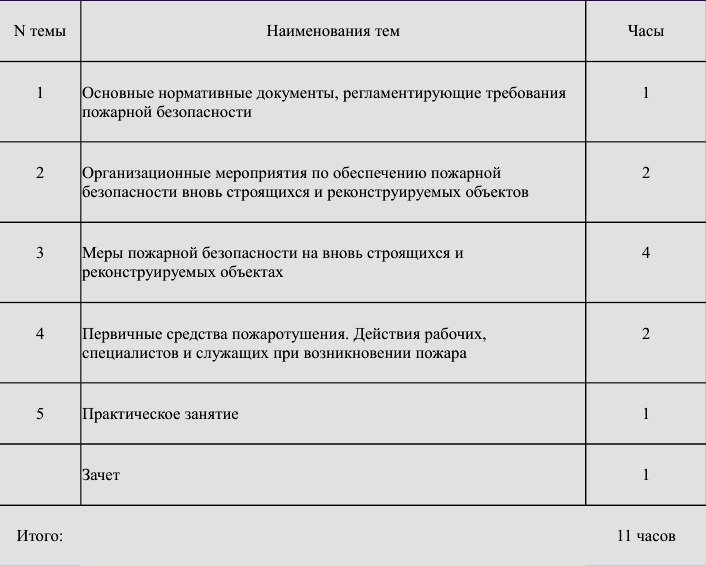 N темы Наименования тем Часы
1 Основные нормативные документы, регламентирующие требования 1
пожарной безопасности
2 Организационные мероприятия по обеспечению пожарной 2
безопасности вновь строящихся и реконструируемых объектов
3 Меры пожарной безопасности на вновь строящихся и 4
реконструируемых объектах
4 Первичные средства пожаротушения. Действия рабочих, 2
специалистов и служащих при возникновении пожара
5 Практическое занятие 1
Зачет 1
Итого: 11 часов